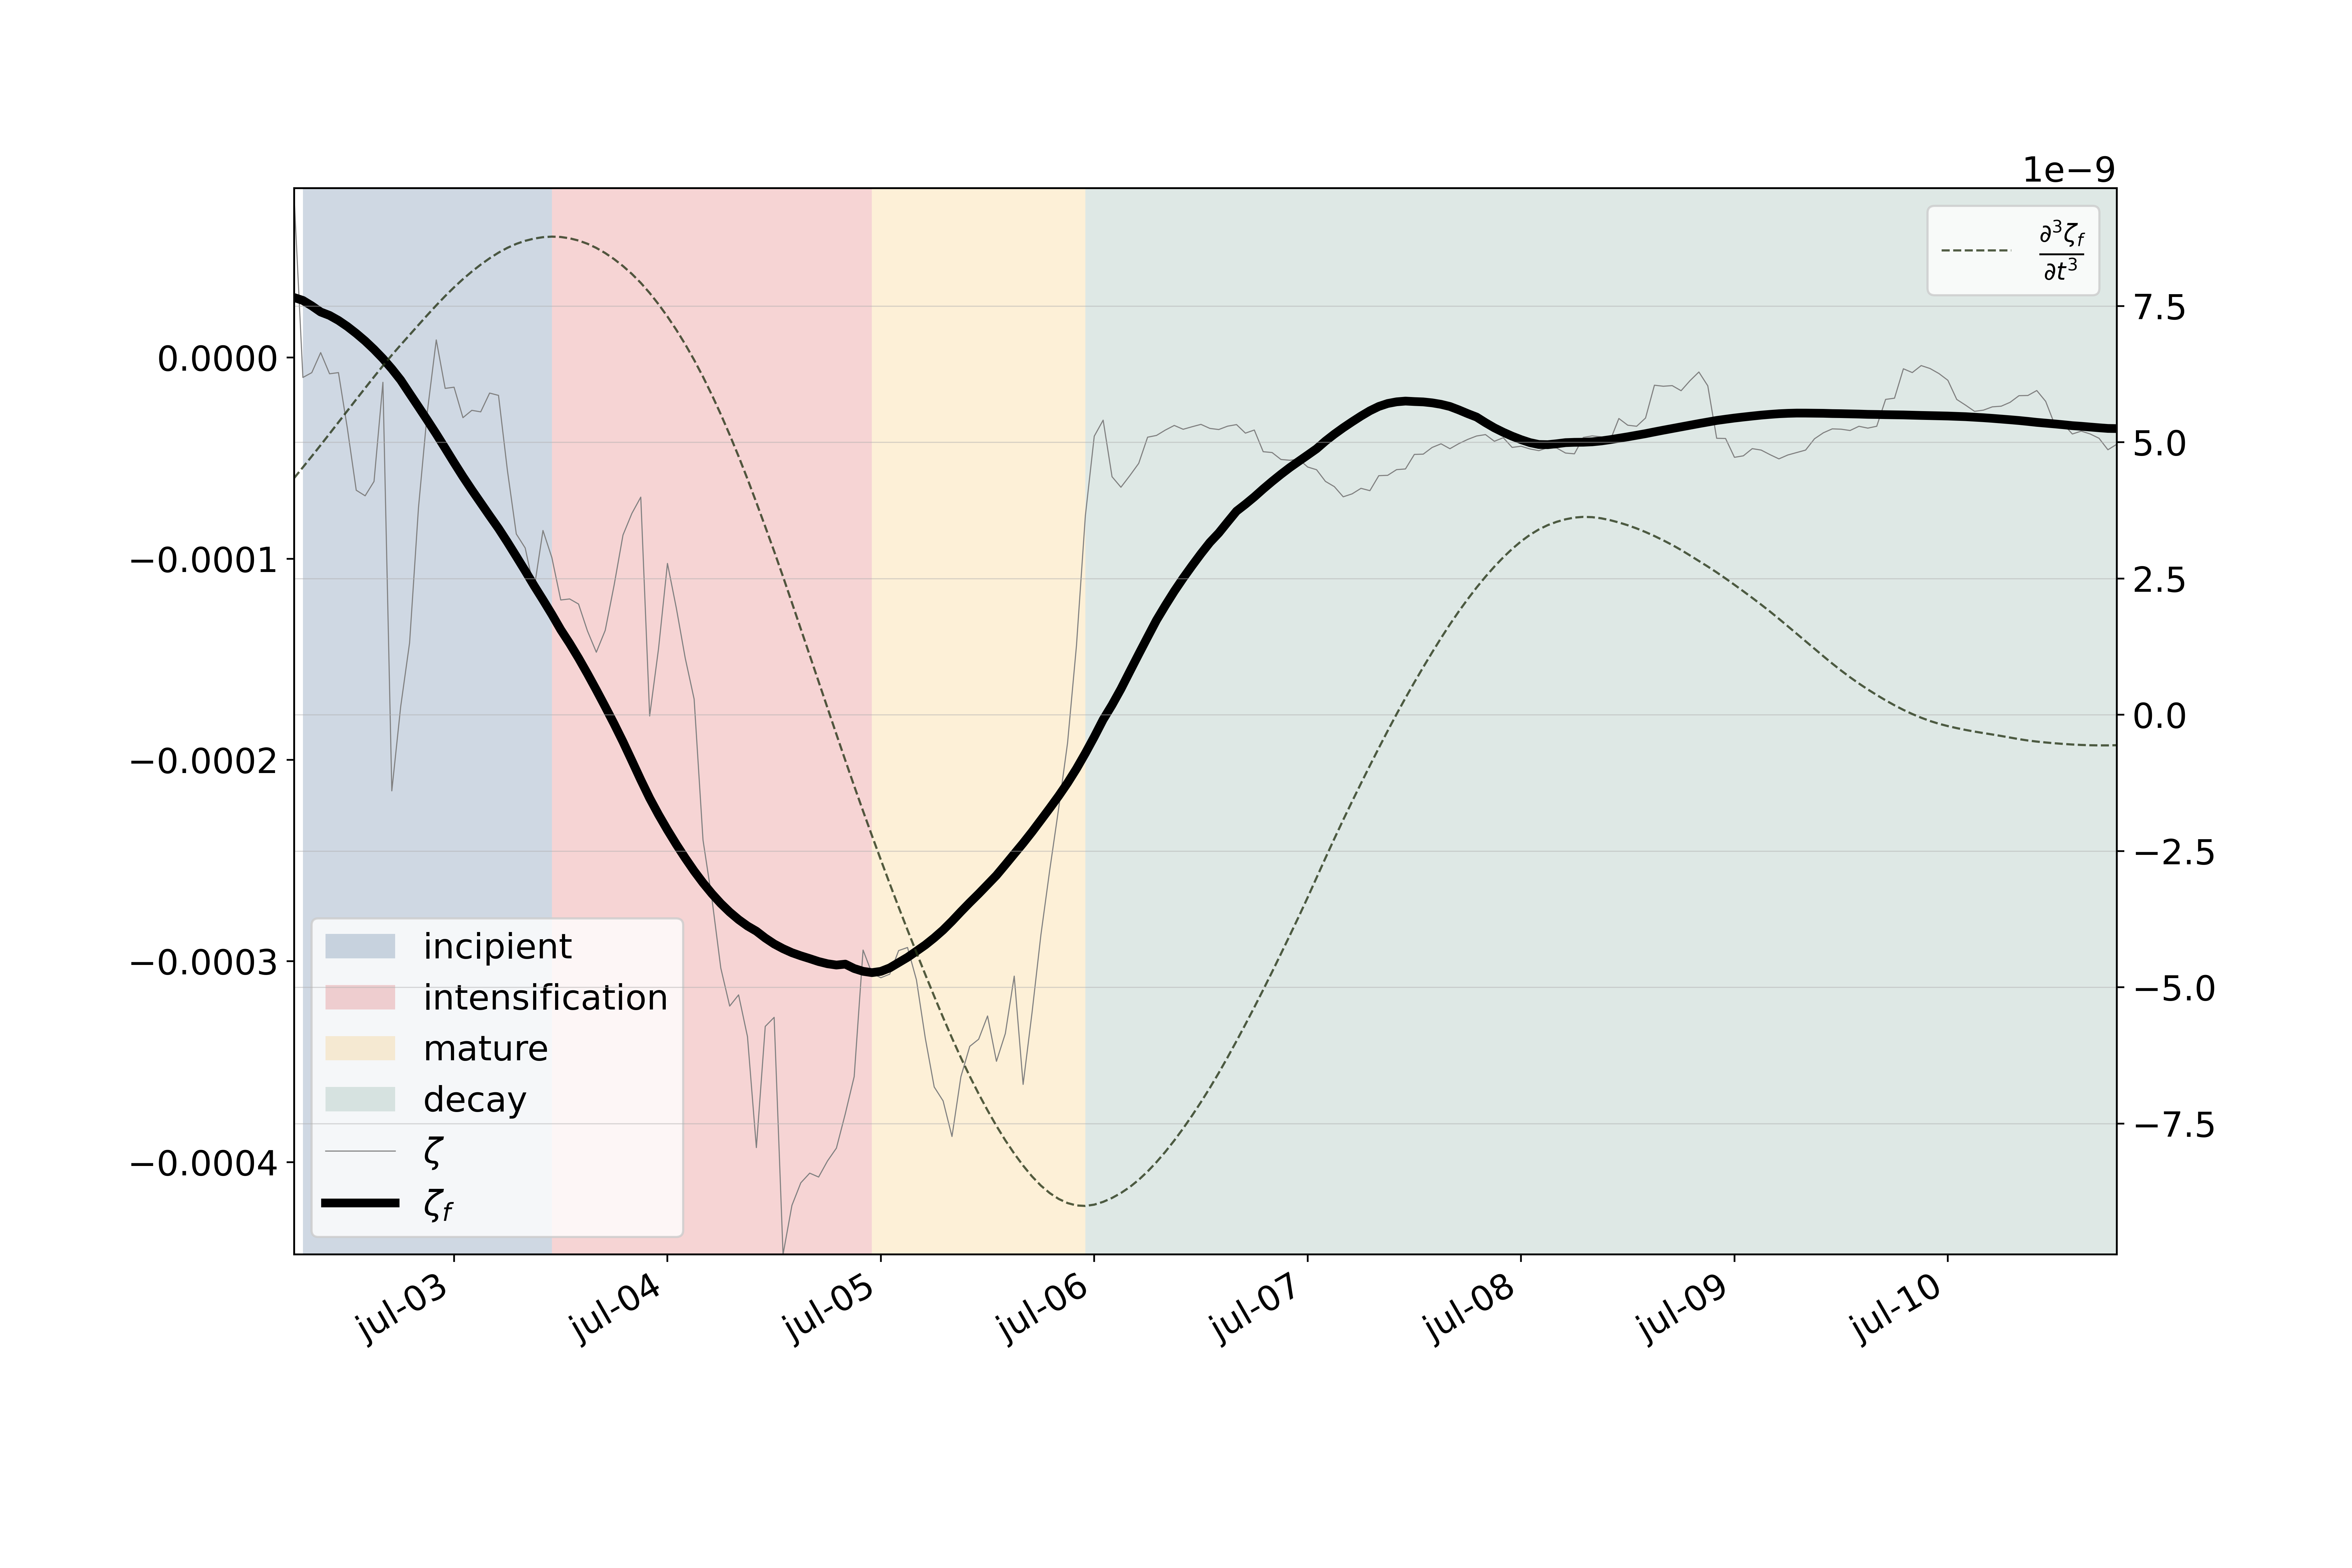 1e−9
∂³ζ_f
∂t³
0.0000
−0.0001
−0.0002
−0.0003
−0.0004
7.5
5.0
2.5
0.0
−2.5
−5.0
−7.5
incipient
intensification
mature
decay
ζ
ζ_f
jul-03
jul-04
jul-05
jul-06
jul-07
jul-08
jul-09
jul-10